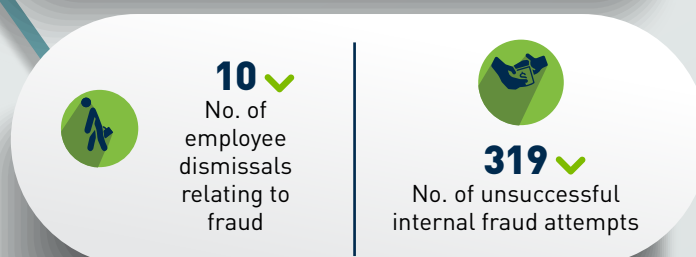 10
No. of
employee
dismissals
relating to
fraud
319
No. of unsuccessful
internal fraud attempts